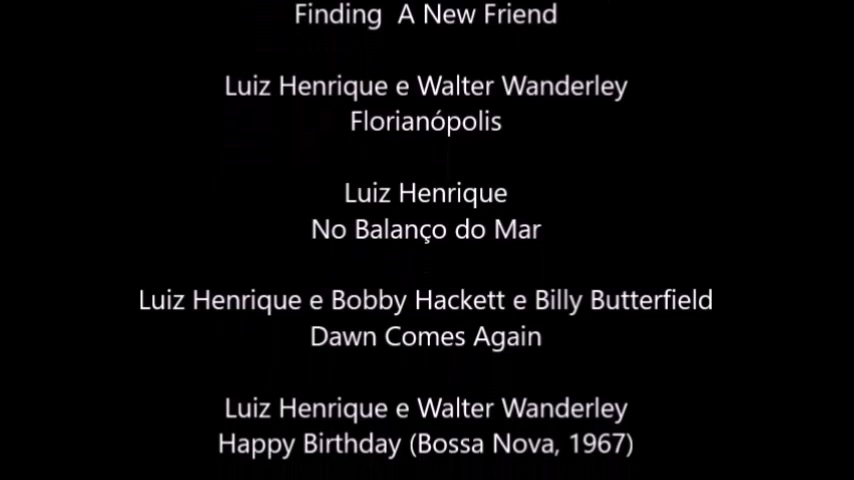 Finding  A New Friend
Luiz Henrique e Walter Wanderley
Florianópolis
Luiz Henrique
No Balanço do Mar
Luiz Henrique e Bobby Hackett e Billy Butterfield
Dawn Comes Again
Luiz Henrique e Walter Wanderley
Happy Birthday (Bossa Nova, 1967)